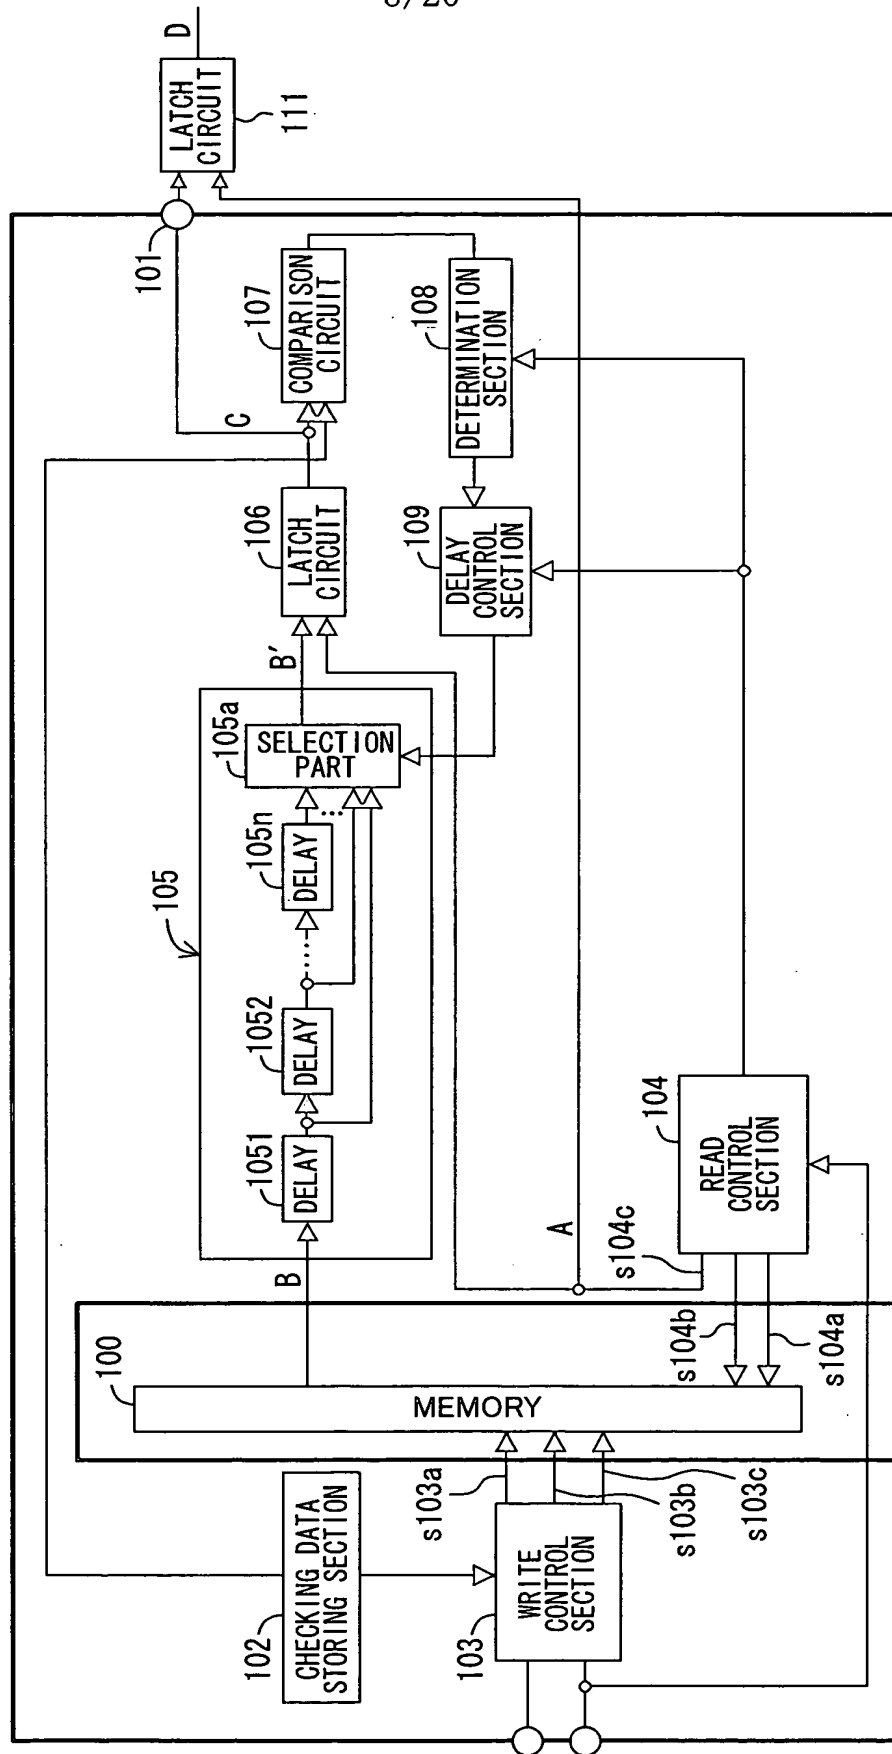 8/20
D
LATCH
CIRCUIT
111
101
C
COMPARISON
CIRCUIT
107
DETERMINATION
SECTION
108
LATCH
CIRCUIT
106
DELAY
CONTROL
SECTION
109
B'
105
SELECTION
PART
105a
DELAY
105n
DELAY
1052
DELAY
1051
B
A
READ
CONTROL
SECTION
104
s104c
s104b
s104a
MEMORY
100
s103a
s103b
s103c
CHECKING DATA
STORING SECTION
102
WRITE
CONTROL
SECTION
103